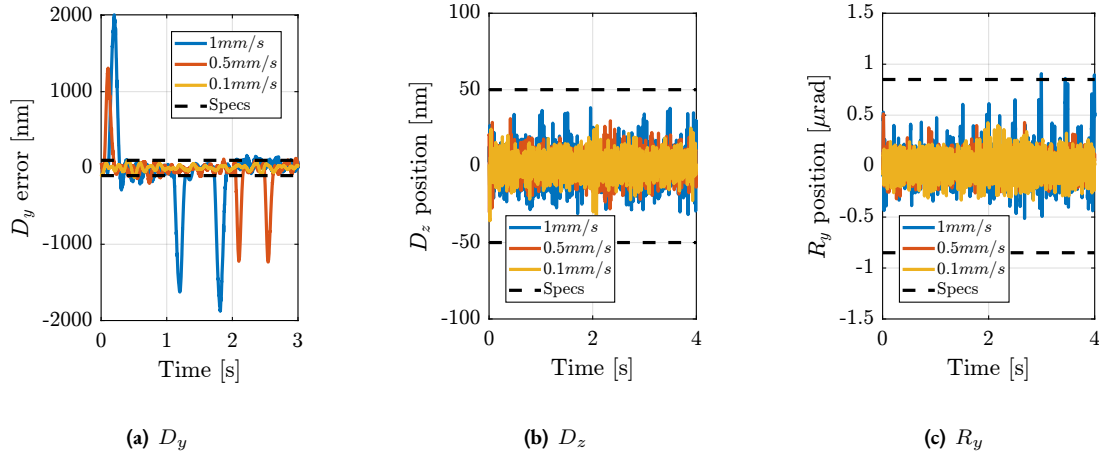 2000
1000
0
-1000
-2000
D_y error [nm]
1mm/s
0.5mm/s
0.1mm/s
Specs
0 1 2 3
Time [s]
(a) D_y
100
50
0
-50
-100
D_z position [nm]
1mm/s
0.5mm/s
0.1mm/s
Specs
0 2 4
Time [s]
(b) D_z
1.5
1
0.5
0
-0.5
-1
-1.5
R_y position [μrad]
1mm/s
0.5mm/s
0.1mm/s
Specs
0 2 4
Time [s]
(c) R_y